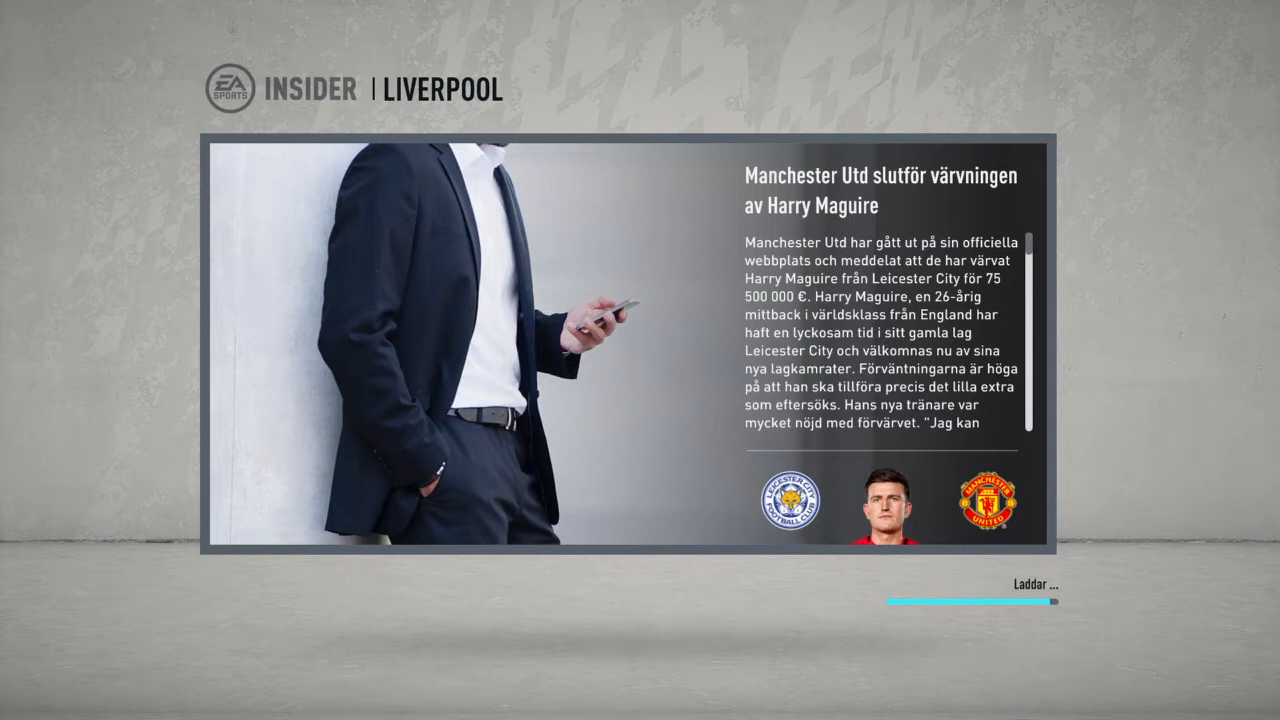 EA
SPORTS
INSIDER | LIVERPOOL
Manchester Utd slutför värvningen
av Harry Maguire
Manchester Utd har gått ut på sin officiella
webbplats och meddelat att de har värvat
Harry Maguire från Leicester City för 75
500 000 €. Harry Maguire, en 26-årig
mittback i världsklass från England har
haft en lyckosam tid i sitt gamla lag
Leicester City och välkomnas nu av sina
nya lagkamrater. Förväntningarna är höga
på att han ska tillföra precis det lilla extra
som eftersöks. Hans nya tränare var
mycket nöjd med förvärvet. "Jag kan
LEICESTER CITY
FOOTBALL CLUB
MANCHESTER
UNITED
Laddar ...